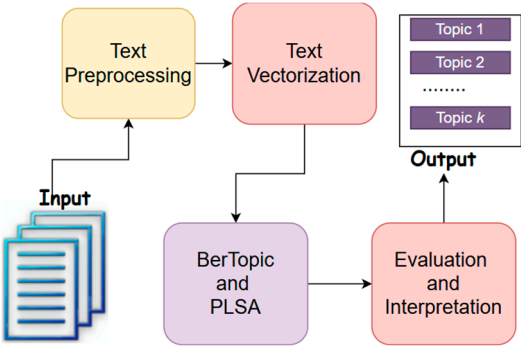 Input
Text
Preprocessing
Text
Vectorization
BerTopic
and
PLSA
Evaluation
and
Interpretation
Output
Topic 1
Topic 2
........
Topic k